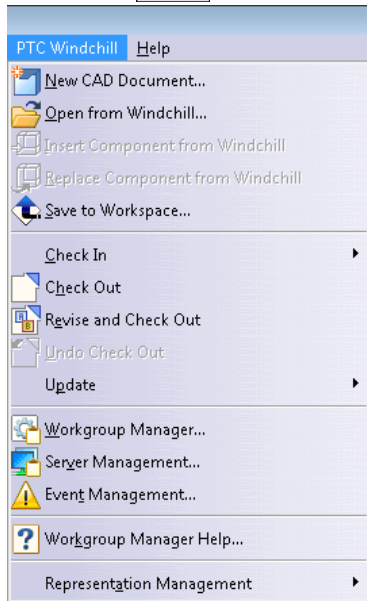 PTC Windchill Help
New CAD Document...
Open from Windchill...
Insert Component from Windchill
Replace Component from Windchill
Save to Workspace...
Check In
Check Out
Revise and Check Out
Undo Check Out
Update
Workgroup Manager...
Server Management...
Event Management...
Workgroup Manager Help...
Representation Management